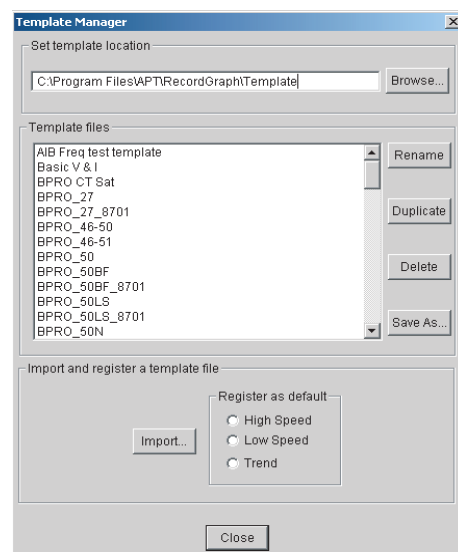 Template Manager
Set template location
C:\Program Files\APT\RecordGraph\Template
Browse...
Template files
AIB Freq test template
Basic V & I
BPRO CT Sat
BPRO_27
BPRO_27_8701
BPRO_46-50
BPRO_46-51
BPRO_50
BPRO_50BF
BPRO_50BF_8701
BPRO_50LS
BPRO_50LS_8701
BPRO_50N
Rename
Duplicate
Delete
Save As...
Import and register a template file
Import...
Register as default
High Speed
Low Speed
Trend
Close